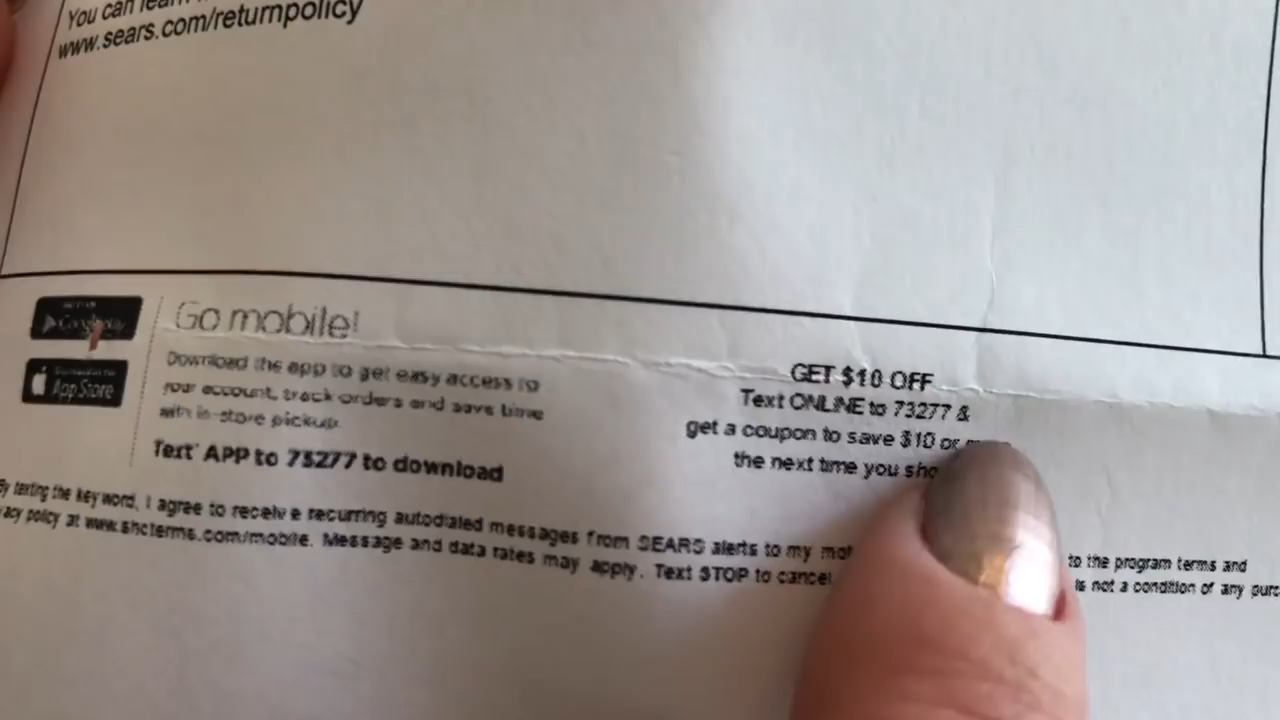 You can learn
www.sears.com/returnpolicy
Google Play
App Store
Go mobile!
Download the app to get easy access to
your account, track orders and save time
with in-store pickup.
Text APP to 73277 to download
GET $10 OFF
Text ONLINE to 73277 &
get a coupon to save $10 or
the next time you
By texting the keyword, I agree to receive recurring autodialed messages from SEARS alerts to my to the program terms and
policy at www.shcterms.com/mobile. Message and data rates may apply. Text STOP to cancel is not a condition of any